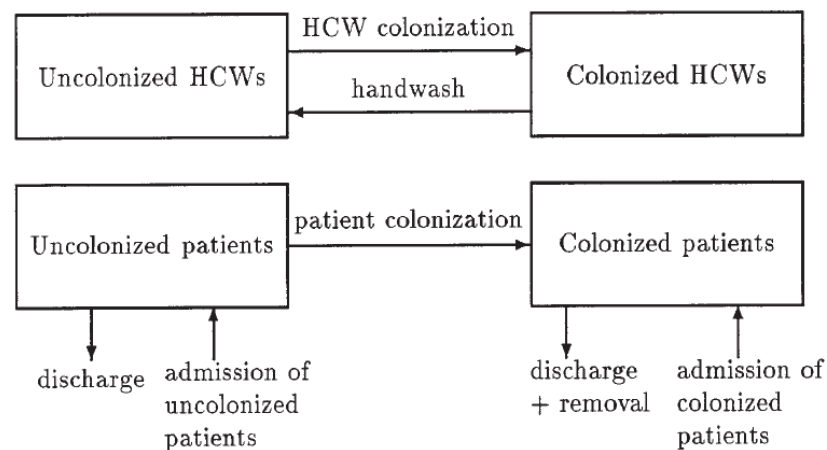 HCW colonization
Uncolonized HCWs
Colonized HCWs
handwash
patient colonization
Uncolonized patients
Colonized patients
discharge
admission of
uncolonized
patients
discharge
+ removal
admission of
colonized
patients